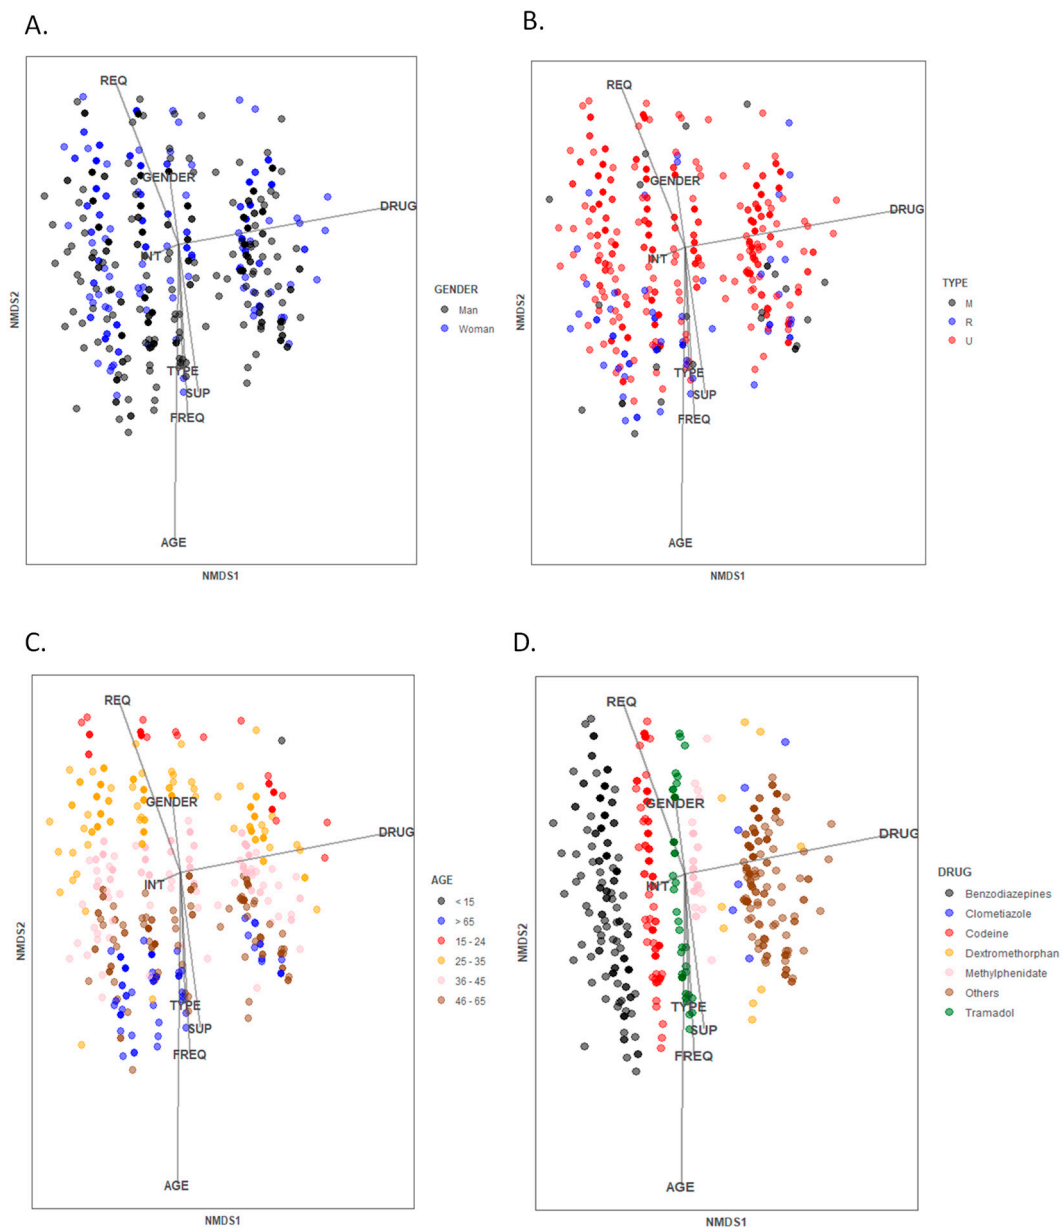 A.
REQ
GENDER
DRUG
INT
TYPE
SUP
FREQ
AGE
NMDS2
NMDS1
GENDER
Man
Woman
B.
REQ
GENDER
DRUG
INT
TYPE
SUP
FREQ
AGE
NMDS2
NMDS1
TYPE
M
R
U
C.
REQ
GENDER
DRUG
INT
TYPE
SUP
FREQ
AGE
NMDS2
NMDS1
AGE
< 15
> 65
15 - 24
25 - 35
36 - 45
46 - 65
D.
REQ
GENDER
DRUG
INT
TYPE
SUP
FREQ
AGE
NMDS2
NMDS1
DRUG
Benzodiazepines
Clometiazole
Codeine
Dextromethorphan
Methylphenidate
Others
Tramadol